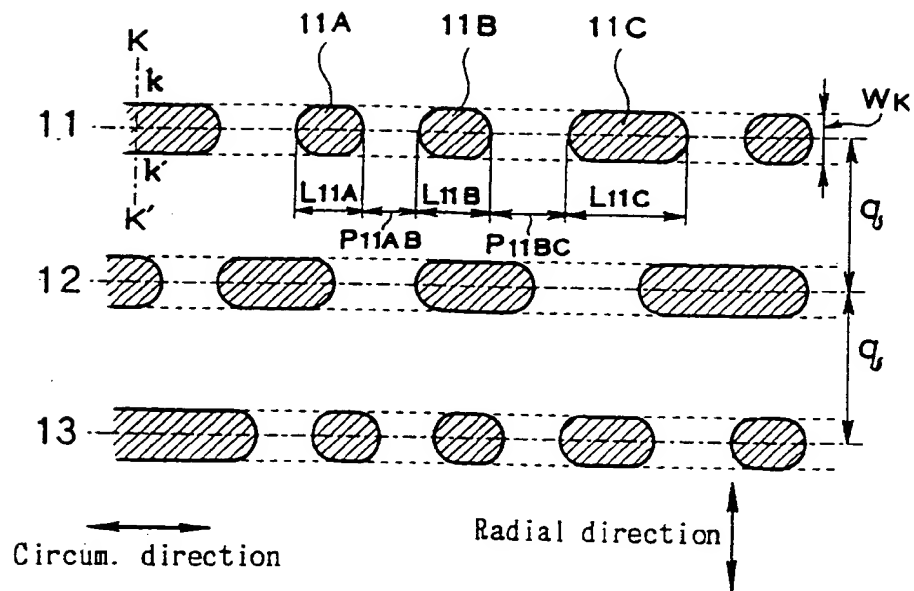 11A 11B 11C
K
k
11
k'
K'
WK
L11A L11B L11C
P11AB P11BC
q
12
q
13
Circum. direction
Radial direction